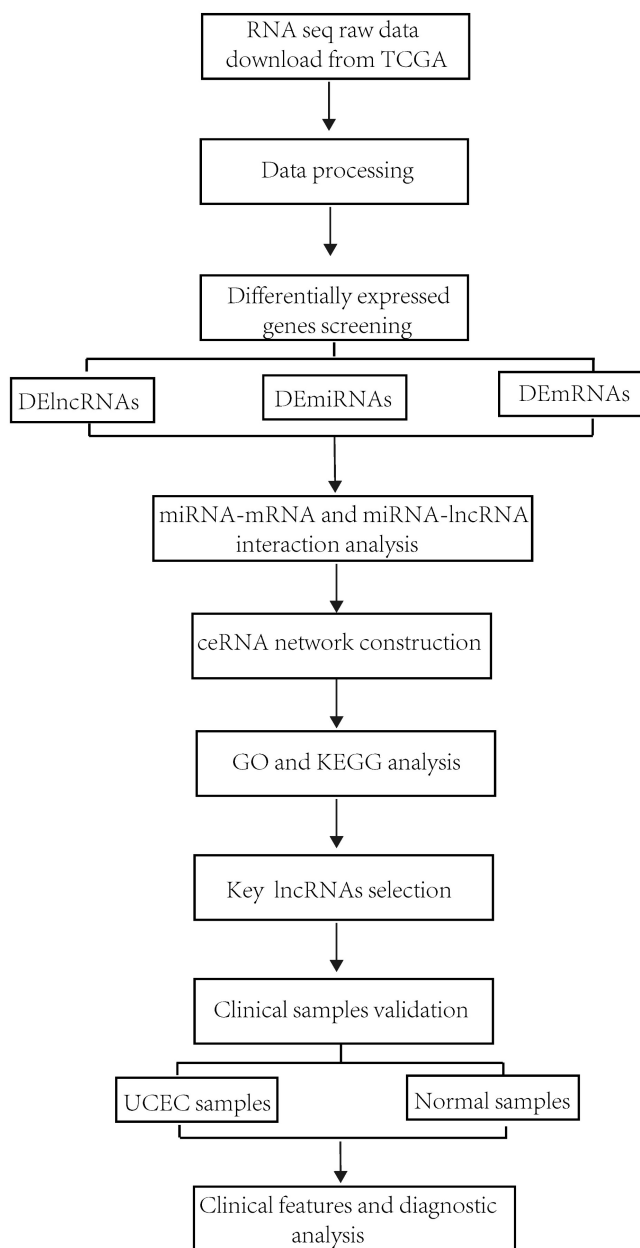 RNA seq raw data
download from TCGA
Data processing
Differentially expressed
genes screening
DElncRNAs
DEmiRNAs
DEmRNAs
miRNA-mRNA and miRNA-lncRNA
interaction analysis
ceRNA network construction
GO and KEGG analysis
Key lncRNAs selection
Clinical samples validation
UCEC samples
Normal samples
Clinical features and diagnostic
analysis